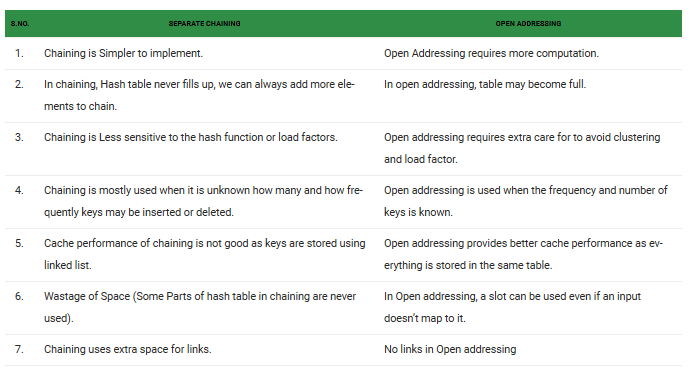 S.NO. SEPARATE CHAINING OPEN ADDRESSING
1. Chaining is Simpler to implement. Open Addressing requires more computation.
2. In chaining, Hash table never fills up, we can always add more ele- In open addressing, table may become full.
ments to chain.
3. Chaining is Less sensitive to the hash function or load factors. Open addressing requires extra care for to avoid clustering
and load factor.
4. Chaining is mostly used when it is unknown how many and how fre- Open addressing is used when the frequency and number of
quently keys may be inserted or deleted. keys is known.
5. Cache performance of chaining is not good as keys are stored using Open addressing provides better cache performance as ev-
linked list. erything is stored in the same table.
6. Wastage of Space (Some Parts of hash table in chaining are never In Open addressing, a slot can be used even if an input
used). doesn't map to it.
7. Chaining uses extra space for links. No links in Open addressing